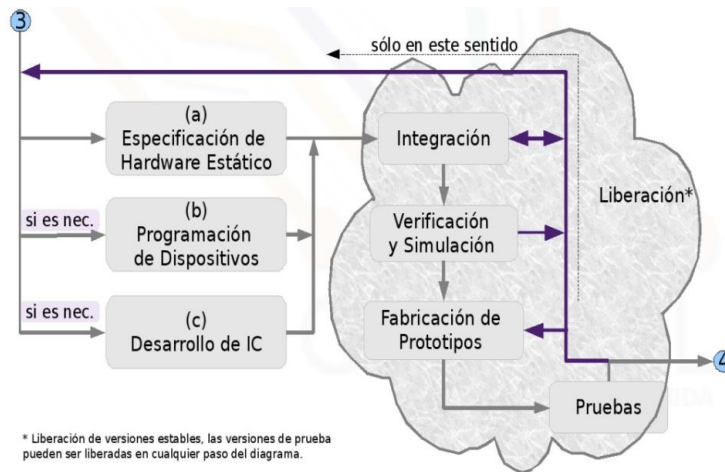 3
sólo en este sentido
(a)
Especificación de
Hardware Estático
Integración
Liberación*
si es nec.
(b)
Programación
de Dispositivos
Verificación
y Simulación
si es nec.
(c)
Desarrollo de IC
Fabricación de
Prototipos
4
Pruebas
* Liberación de versiones estables, las versiones de prueba
pueden ser liberadas en cualquier paso del diagrama.